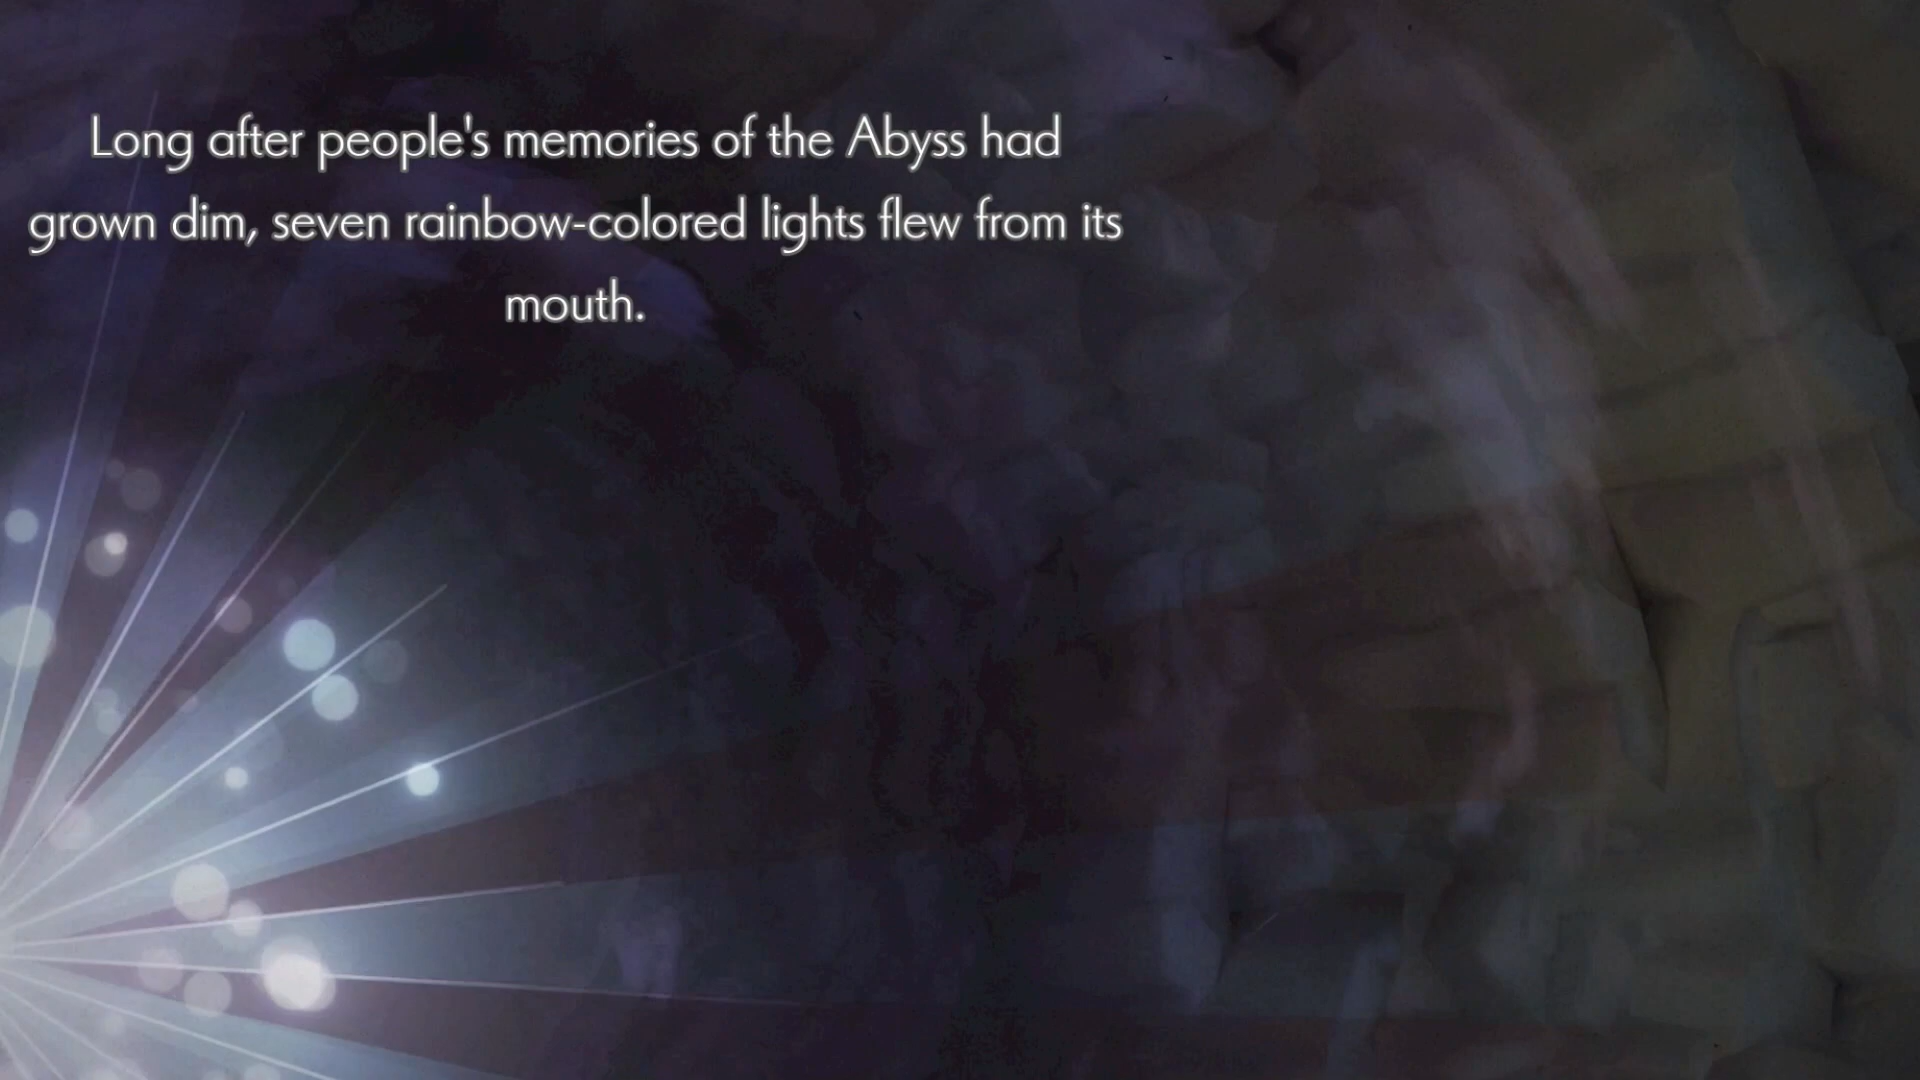 Long after people's memories of the Abyss had
grown dim, seven rainbow-colored lights flew from its
mouth.